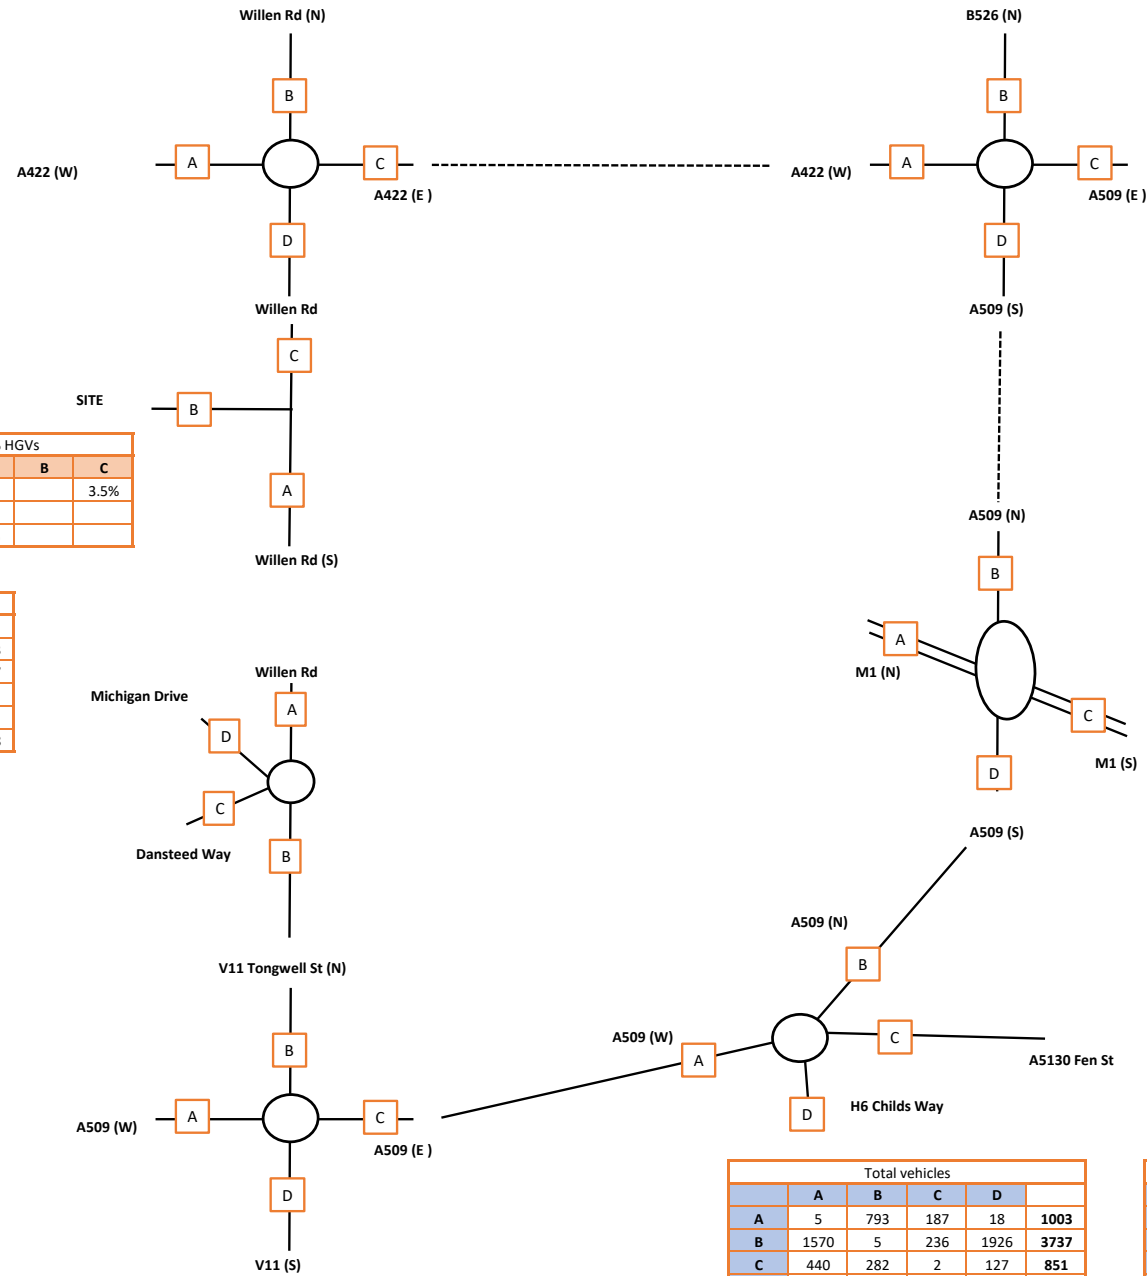 Willen Rd (N)
B526 (N)
B
B
A
C
A
C
A422 (W)
A422 (W)
A422 (E )
A509 (E )
D
D
Willen Rd
A509 (S)
C
SITE
B
HGVs
B C
3.5%
A
A509 (N)
Willen Rd (S)
B
A
M1 (N)
Willen Rd
Michigan Drive
A
C
D
M1 (S)
D
C
A509 (S)
Dansteed Way
B
A509 (N)
B
V11 Tongwell St (N)
A509 (W)
C
B
A
A5130 Fen St
A
C
D
H6 Childs Way
A509 (W)
A509 (E )
Total vehicles
A B C D
D
A 5 793 187 18 1003
B 1570 5 236 1926 3737
V11 (S)
C 440 282 2 127 851